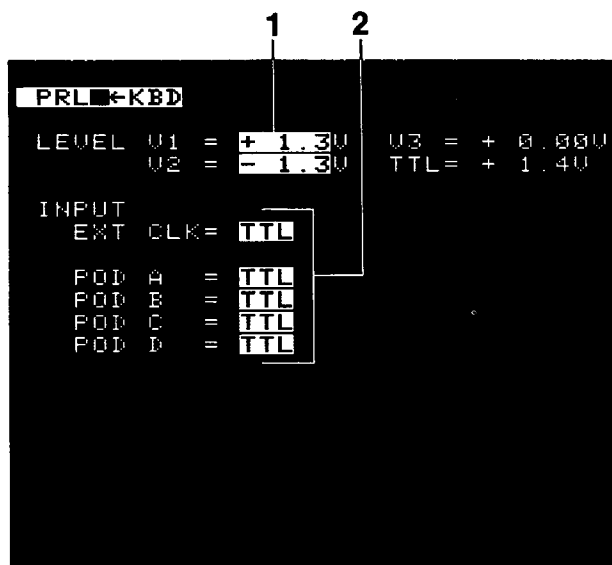 1 2
PRL■←KBD
LEVEL V1 = + 1.3V V3 = + 0.00V
V2 = - 1.3V TTL= + 1.4V
INPUT
EXT CLK= TTL
POD A = TTL
POD B = TTL
POD C = TTL
POD D = TTL